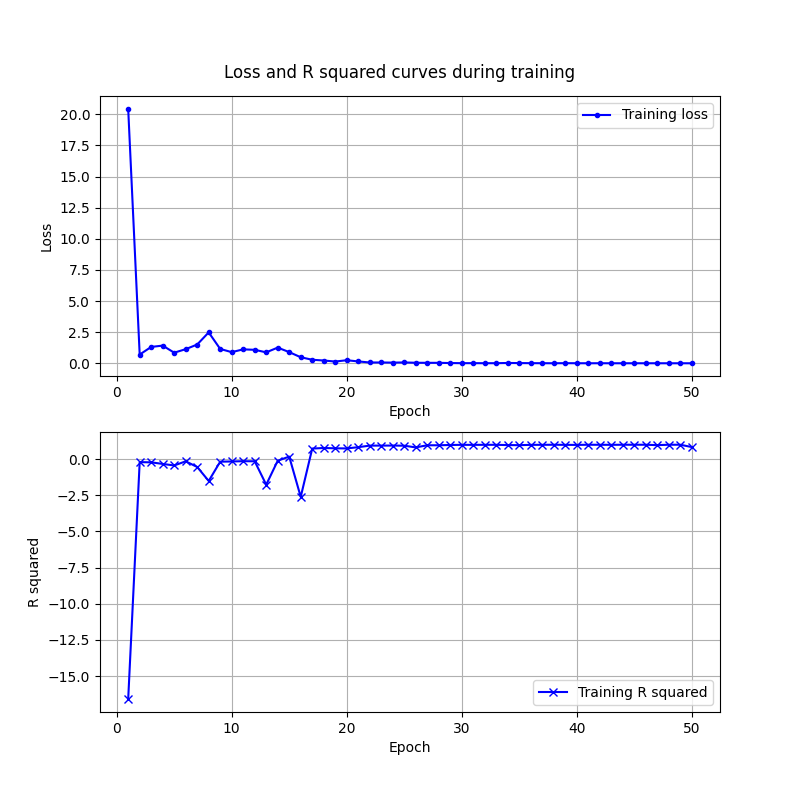 Loss and R squared curves during training
20.0
17.5
15.0
12.5
10.0
7.5
5.0
2.5
0.0
Loss
Training loss
0 10 20 30 40 50
Epoch
0.0
−2.5
−5.0
−7.5
−10.0
−12.5
−15.0
R squared
Training R squared
0 10 20 30 40 50
Epoch